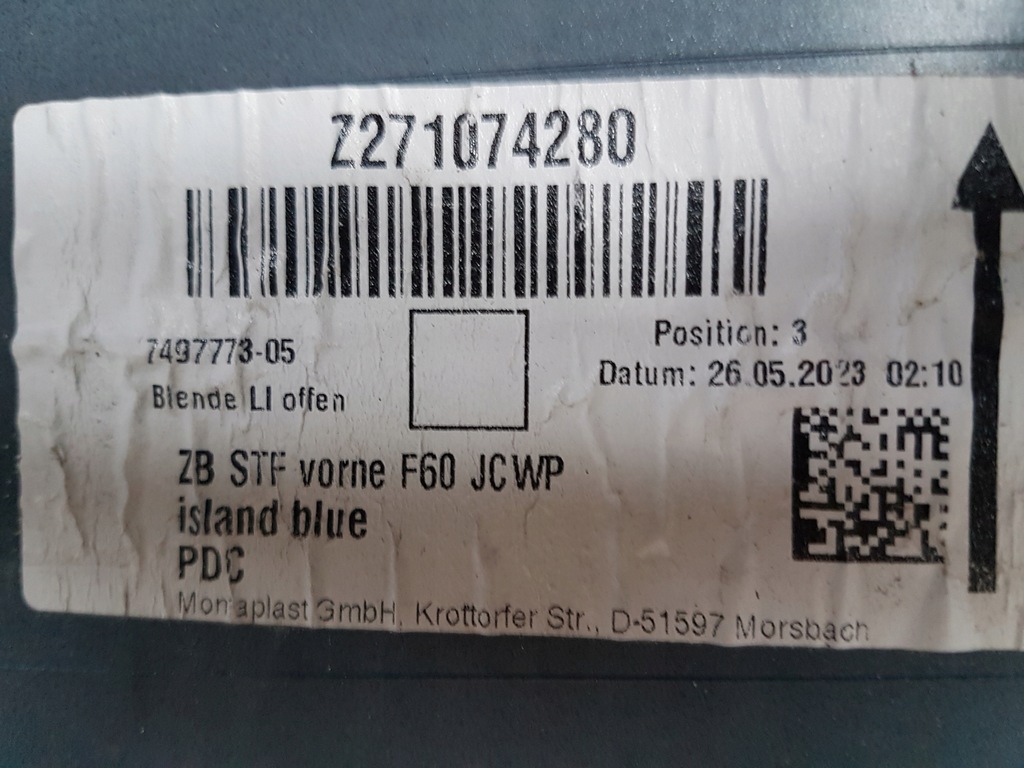 Z271074280
7497773-05
Blende LI offen
Position: 3
Datum: 26.05.2023 02:10
ZB STF vorne F60 JCWP
island blue
PDC
Montaplast GmbH, Krottorfer Str., D-51597 Morsbach